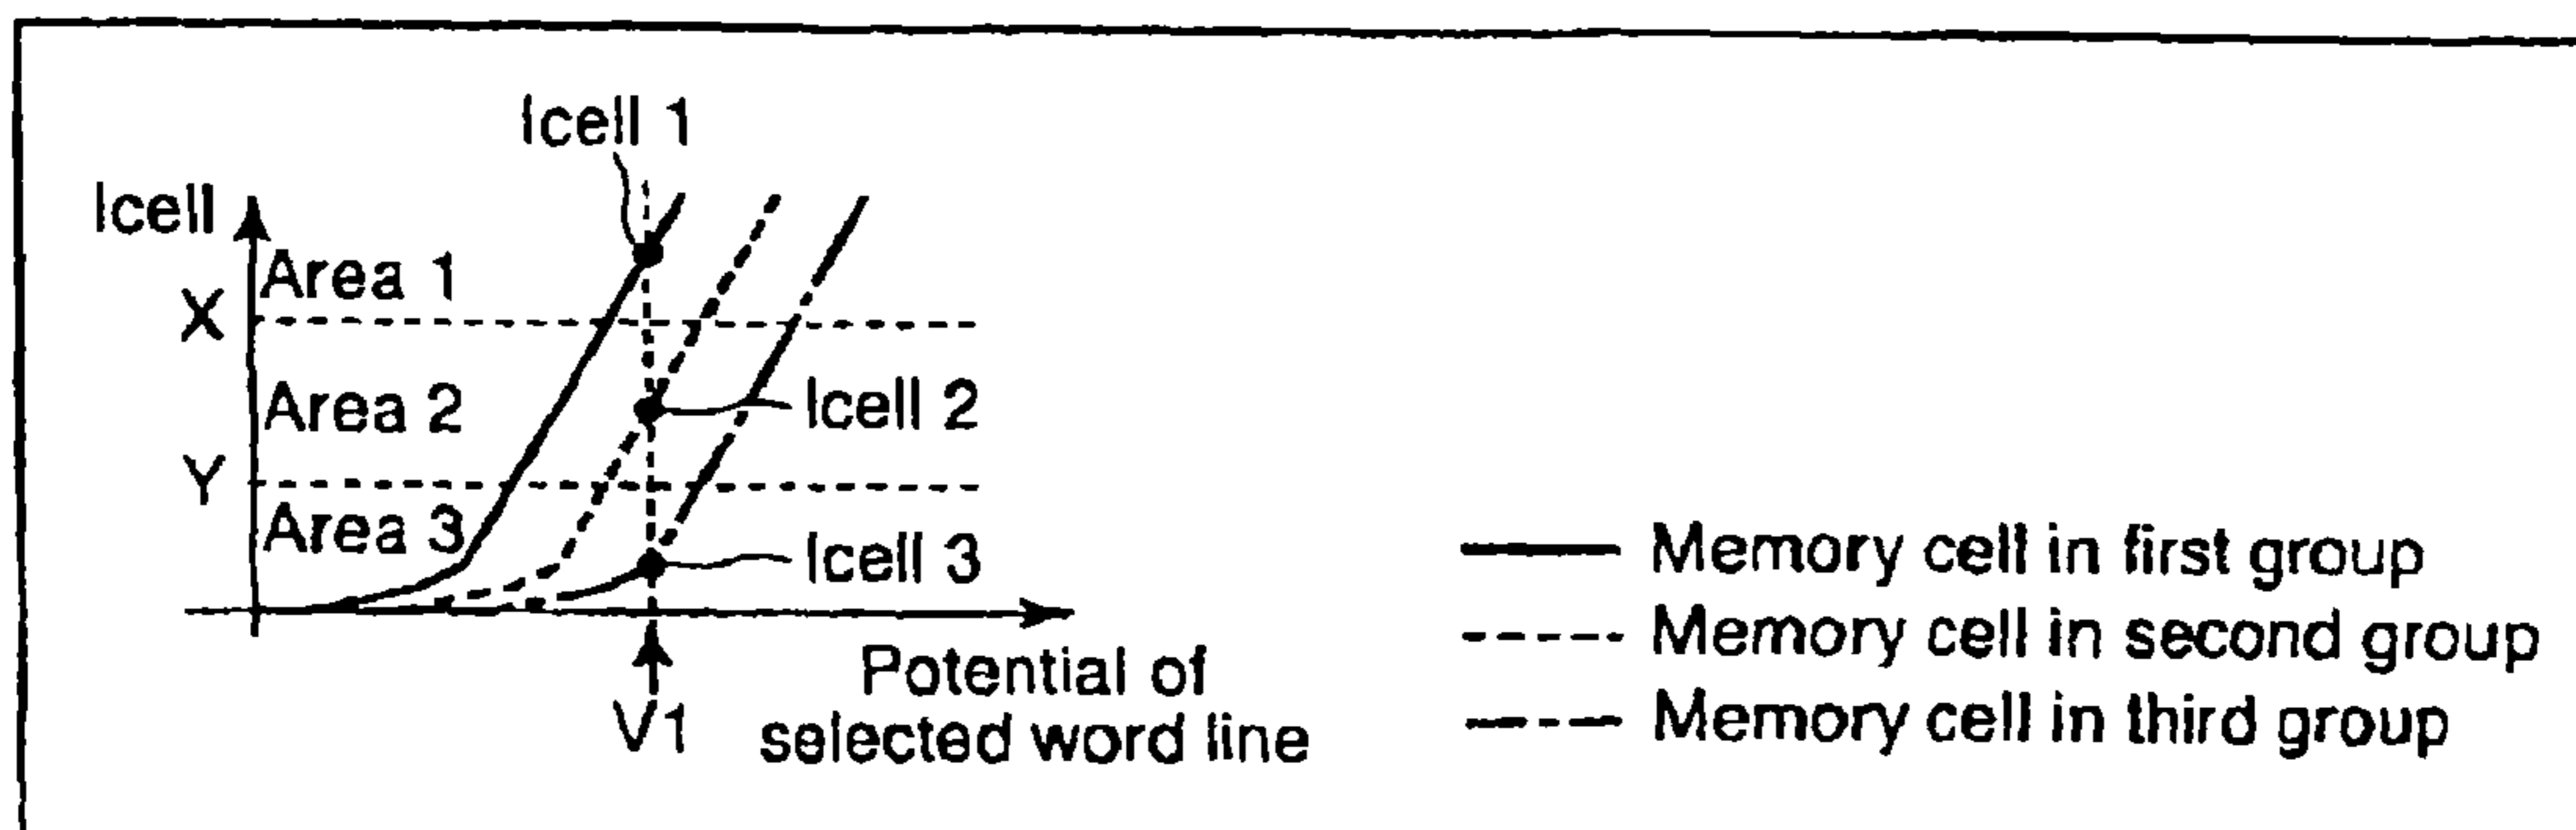 Icell 1
Icell
Area 1
X
Area 2
Icell 2
Y
Area 3
Icell 3
V1
Potential of
selected word line
Memory cell in first group
Memory cell in second group
Memory cell in third group